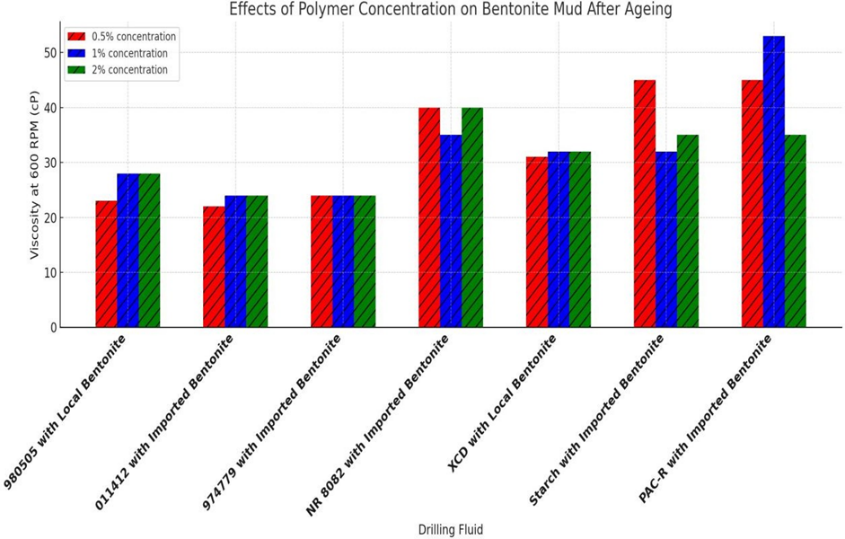 Effects of Polymer Concentration on Bentonite Mud After Ageing
0.5% concentration
1% concentration
2% concentration
Viscosity at 600 RPM (cP)
50
40
30
20
10
0
980505 with Local Bentonite
011412 with Imported Bentonite
974779 with Imported Bentonite
NR 8082 with Imported Bentonite
XCD with Local Bentonite
Starch with Imported Bentonite
PAC-R with Imported Bentonite
Drilling Fluid